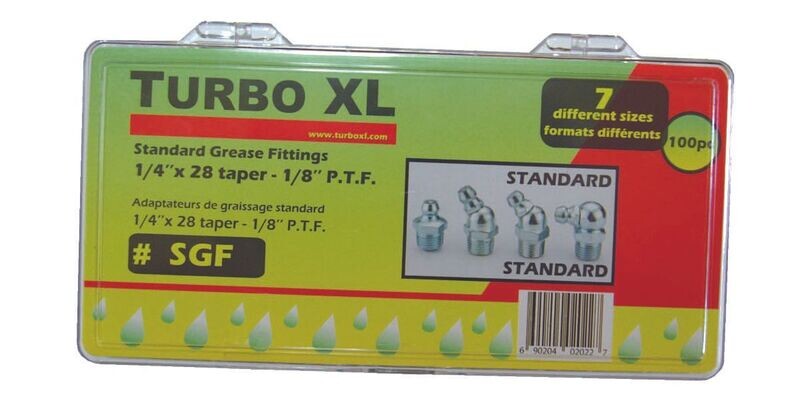 TURBO XL
www.turboxl.com
Standard Grease Fittings
1/4"x 28 taper - 1/8" P.T.F.
Adaptateurs de graissage standard
1/4"x 28 taper - 1/8" P.T.F.
# SGF
7
different sizes
formats différents
100pc
STANDARD
STANDARD
6 90204 02022 7